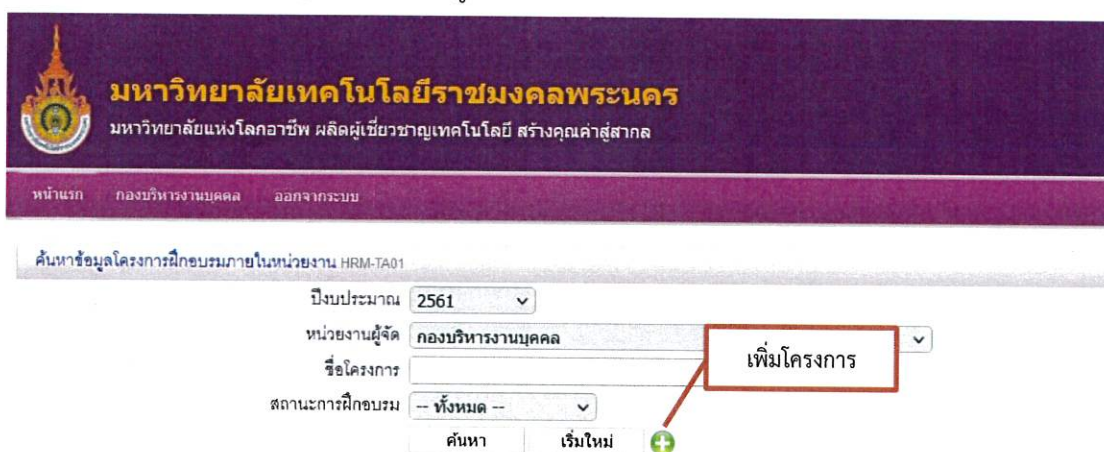 มหาวิทยาลัยเทคโนโลยีราชมงคลพระนคร
มหาวิทยาลัยแห่งโลกอาชีพ ผลิตผู้เชี่ยวชาญเทคโนโลยี สร้างคุณค่าสู่สากล
หน้าแรก กองบริหารงานบุคคล ออกจากระบบ
ค้นหาข้อมูลโครงการฝึกอบรมภายในหน่วยงาน HRM-TA01
ปีงบประมาณ 2561
หน่วยงานผู้จัด กองบริหารงานบุคคล
เพิ่มโครงการ
ชื่อโครงการ
สถานะการฝึกอบรม -- ทั้งหมด --
ค้นหา เริ่มใหม่